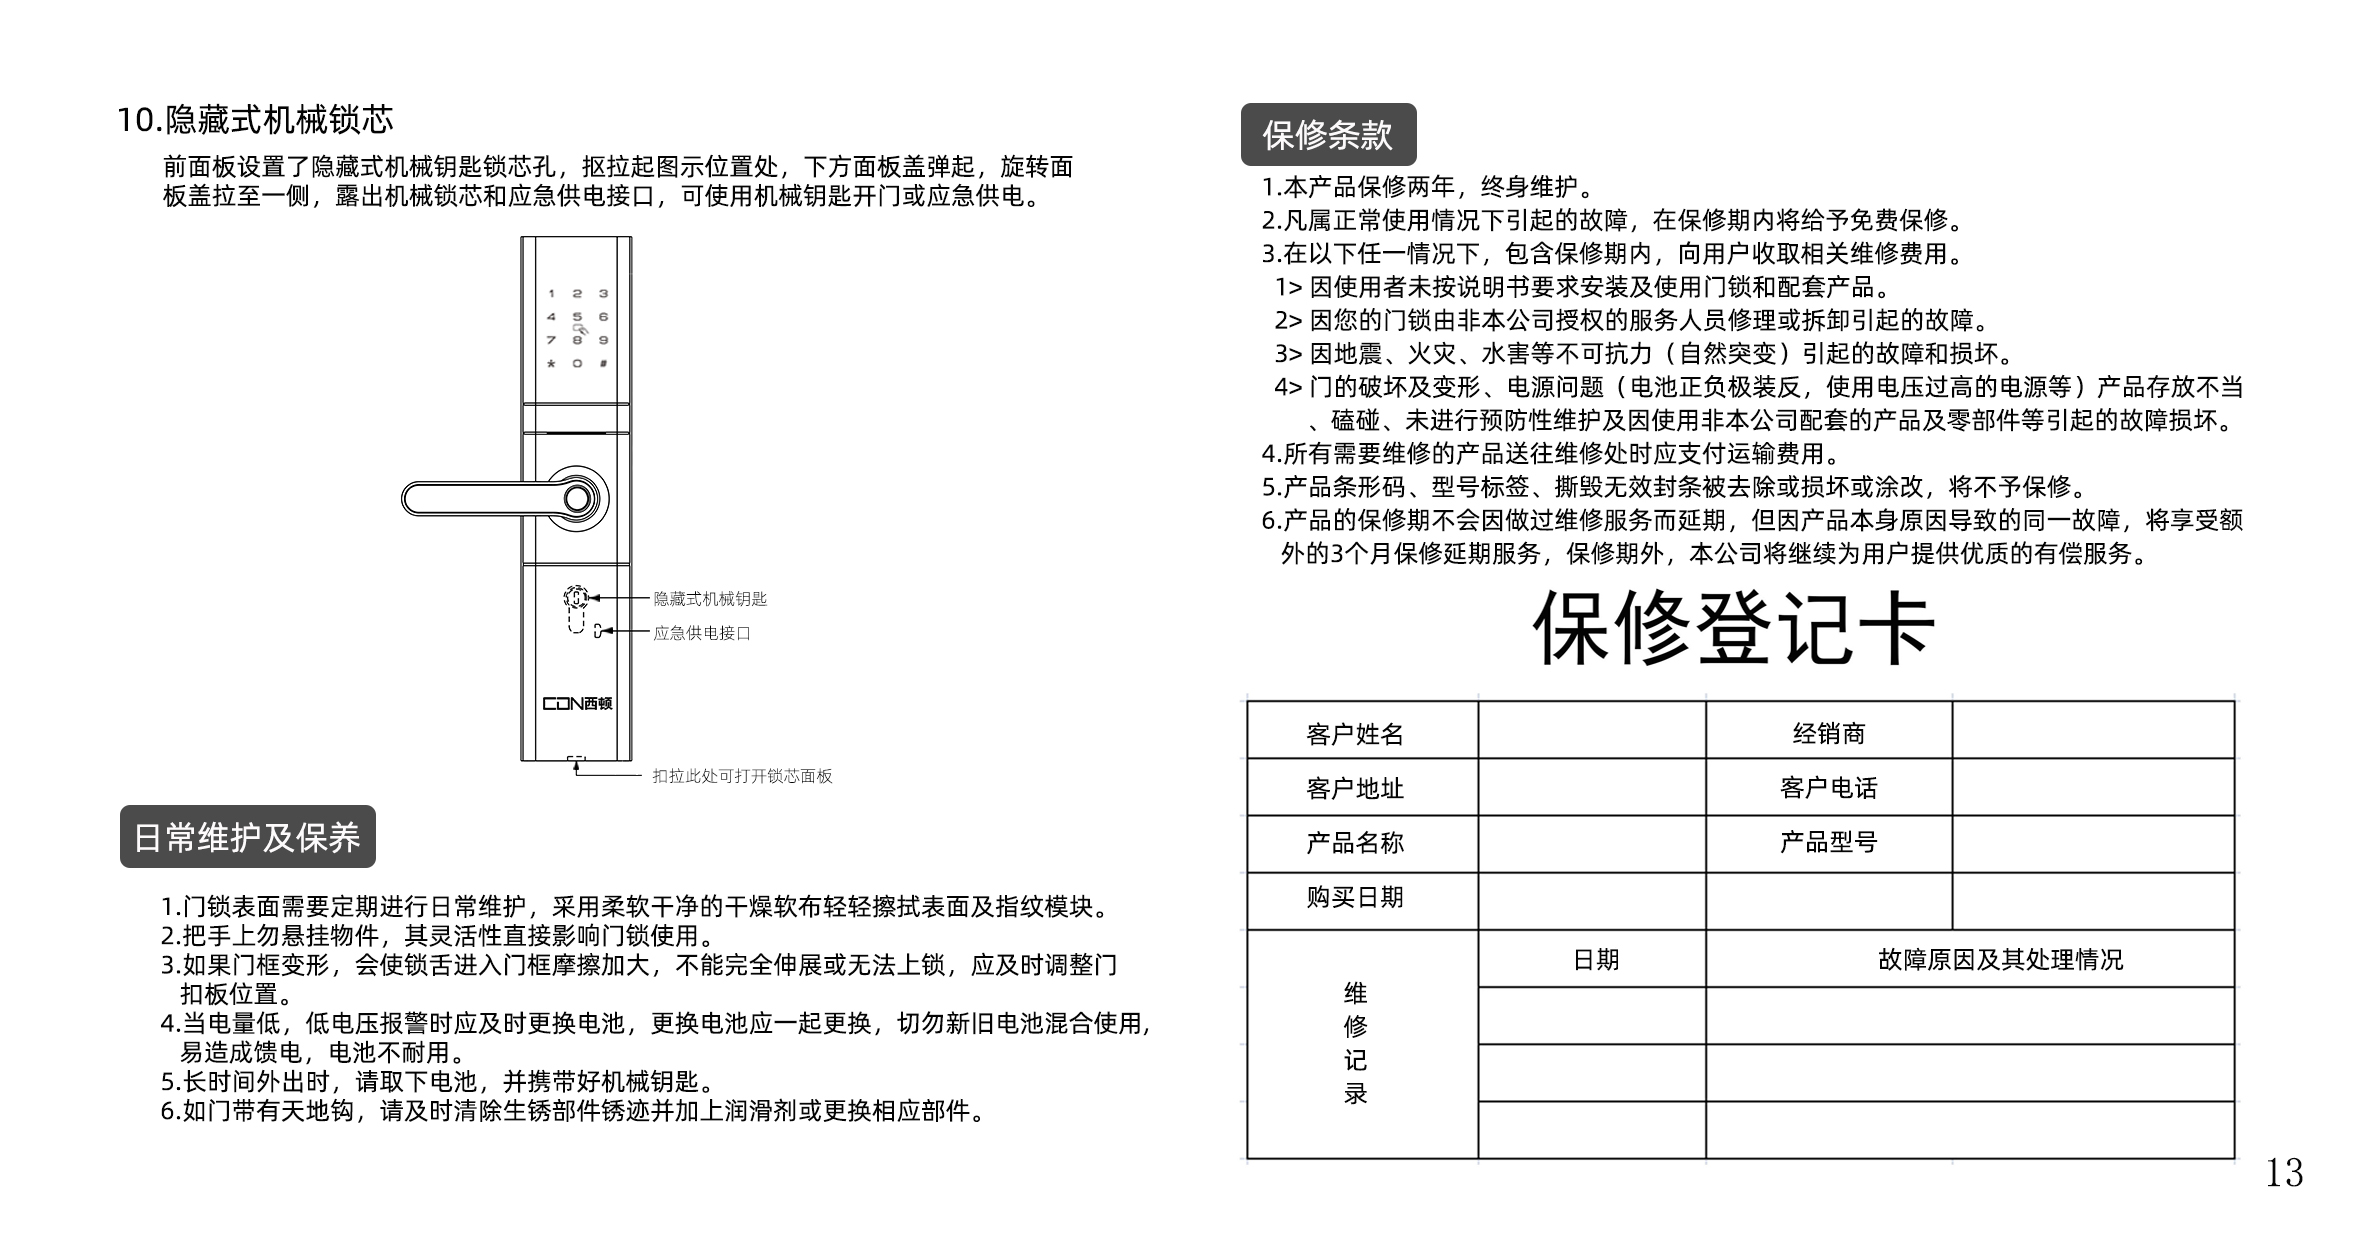 10.隐藏式机械锁芯
前面板设置了隐藏式机械钥匙锁芯孔，抠拉起图示位置处，下方面板盖弹起，旋转面
板盖拉至一侧，露出机械锁芯和应急供电接口，可使用机械钥匙开门或应急供电。
1 2 3
4 5 6
7 8 9
* 0 #
隐藏式机械钥匙
应急供电接口
CDN西顿
扣拉此处可打开锁芯面板
日常维护及保养
1.门锁表面需要定期进行日常维护，采用柔软干净的干燥软布轻轻擦拭表面及指纹模块。
2.把手上勿悬挂物件，其灵活性直接影响门锁使用。
3.如果门框变形，会使锁舌进入门框摩擦加大，不能完全伸展或无法上锁，应及时调整门
扣板位置。
4.当电量低，低电压报警时应及时更换电池，更换电池应一起更换，切勿新旧电池混合使用，
易造成馈电，电池不耐用。
5.长时间外出时，请取下电池，并携带好机械钥匙。
6.如门带有天地钩，请及时清除生锈部件锈迹并加上润滑剂或更换相应部件。
保修条款
1.本产品保修两年，终身维护。
2.凡属正常使用情况下引起的故障，在保修期内将给予免费保修。
3.在以下任一情况下，包含保修期内，向用户收取相关维修费用。
1> 因使用者未按说明书要求安装及使用门锁和配套产品。
2> 因您的门锁由非本公司授权的服务人员修理或拆卸引起的故障。
3> 因地震、火灾、水害等不可抗力（自然突变）引起的故障和损坏。
4> 门的破坏及变形、电源问题（电池正负极装反，使用电压过高的电源等）产品存放不当
、磕碰、未进行预防性维护及因使用非本公司配套的产品及零部件等引起的故障损坏。
4.所有需要维修的产品送往维修处时应支付运输费用。
5.产品条形码、型号标签、撕毁无效封条被去除或损坏或涂改，将不予保修。
6.产品的保修期不会因做过维修服务而延期，但因产品本身原因导致的同一故障，将享受额
外的3个月保修延期服务，保修期外，本公司将继续为用户提供优质的有偿服务。
保修登记卡
客户姓名 经销商
客户地址 客户电话
产品名称 产品型号
购买日期
日期 故障原因及其处理情况
维
修
记
录
13